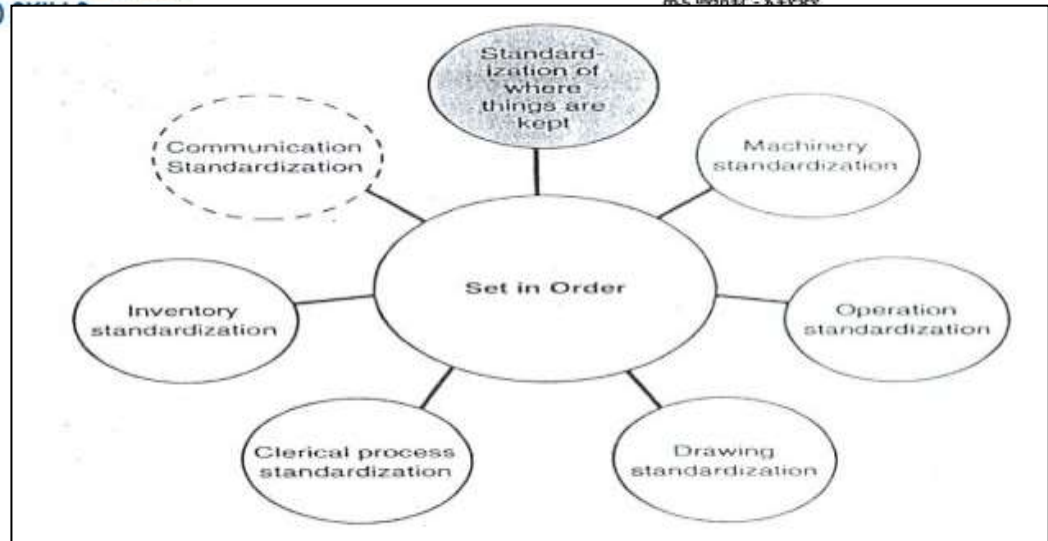 Standard-
ization of
where
things are
kept
Communication
Standardization
Machinery
standardization
Set in Order
Inventory
standardization
Operation
standardization
Clerical process
standardization
Drawing
standardization